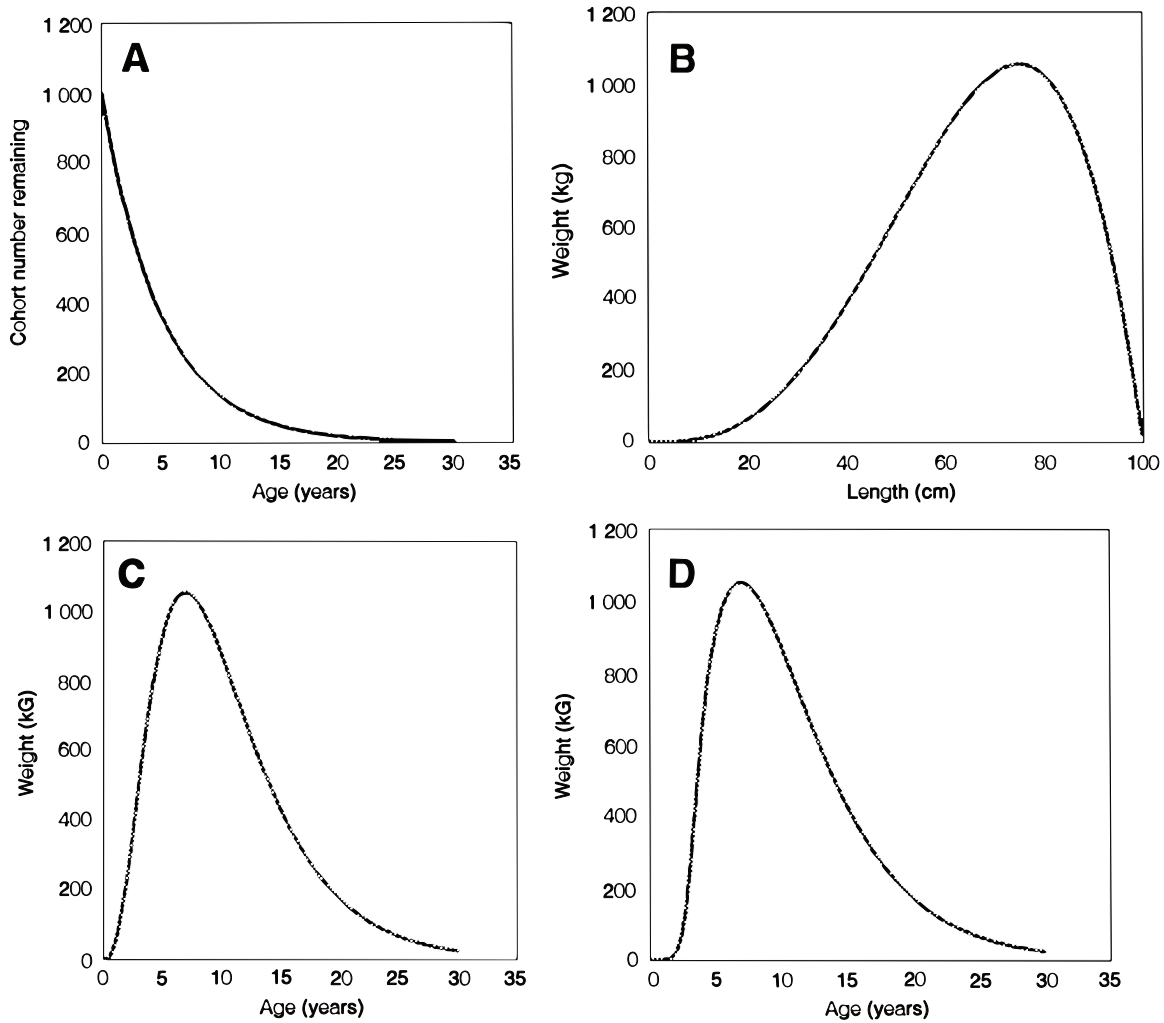 A
Cohort number remaining
1 200
1 000
800
600
400
200
0
0 5 10 15 20 25 30 35
Age (years)
B
Weight (kg)
1 200
1 000
800
600
400
200
0
0 20 40 60 80 100
Length (cm)
C
Weight (kG)
1 200
1 000
800
600
400
200
0
0 5 10 15 20 25 30 35
Age (years)
D
Weight (kG)
1 200
1 000
800
600
400
200
0
0 5 10 15 20 25 30 35
Age (years)